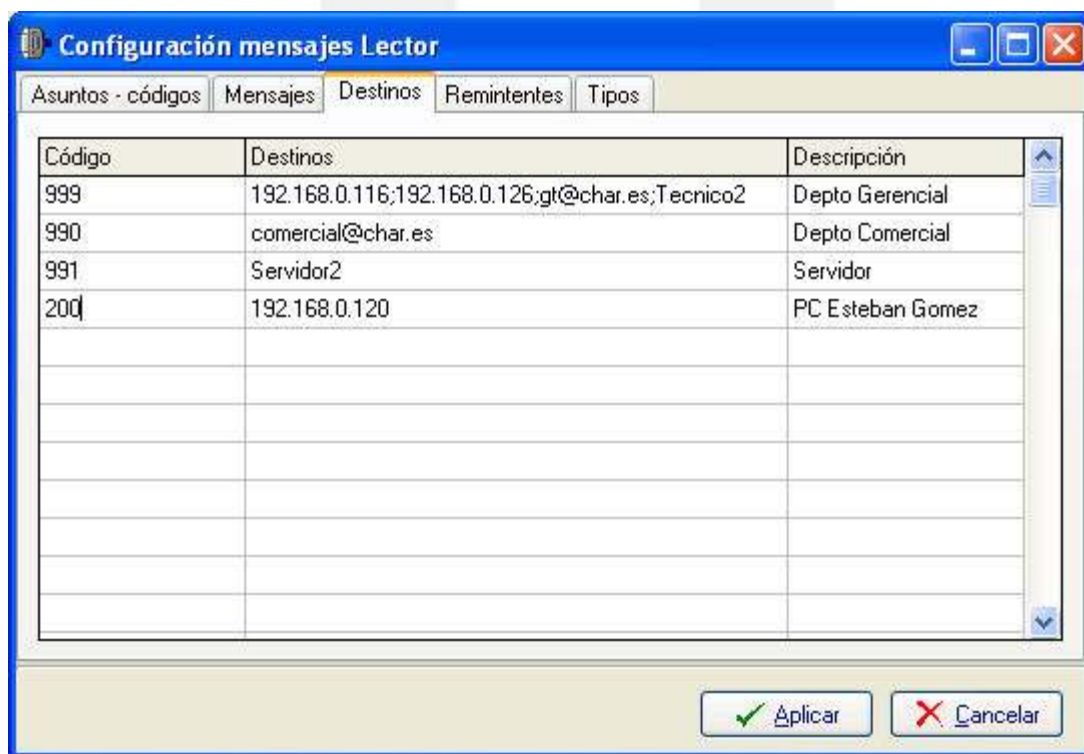 Configuración mensajes Lector
Asuntos - códigos Mensajes Destinos Remintentes Tipos
Código Destinos Descripción
999 192.168.0.116;192.168.0.126;gt@char.es;Tecnico2 Depto Gerencial
990 comercial@char.es Depto Comercial
991 Servidor2 Servidor
200 192.168.0.120 PC Esteban Gomez
Aplicar Cancelar